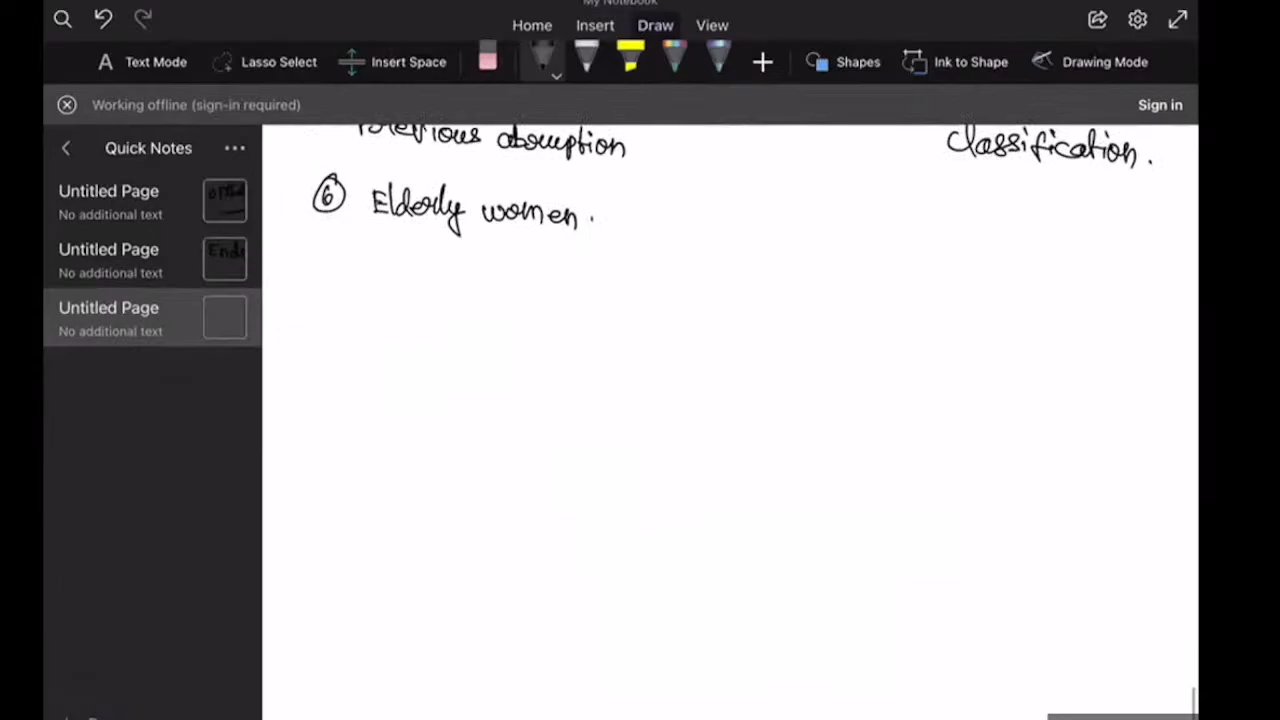 My Notebook
Home Insert Draw View
Text Mode Lasso Select Insert Space Shapes Ink to Shape Drawing Mode
Working offline (sign-in required) Sign in
Quick Notes
Untitled Page
No additional text
Untitled Page
No additional text
Untitled Page
No additional text
Previous abruption
classification.
⑥ Elderly women.